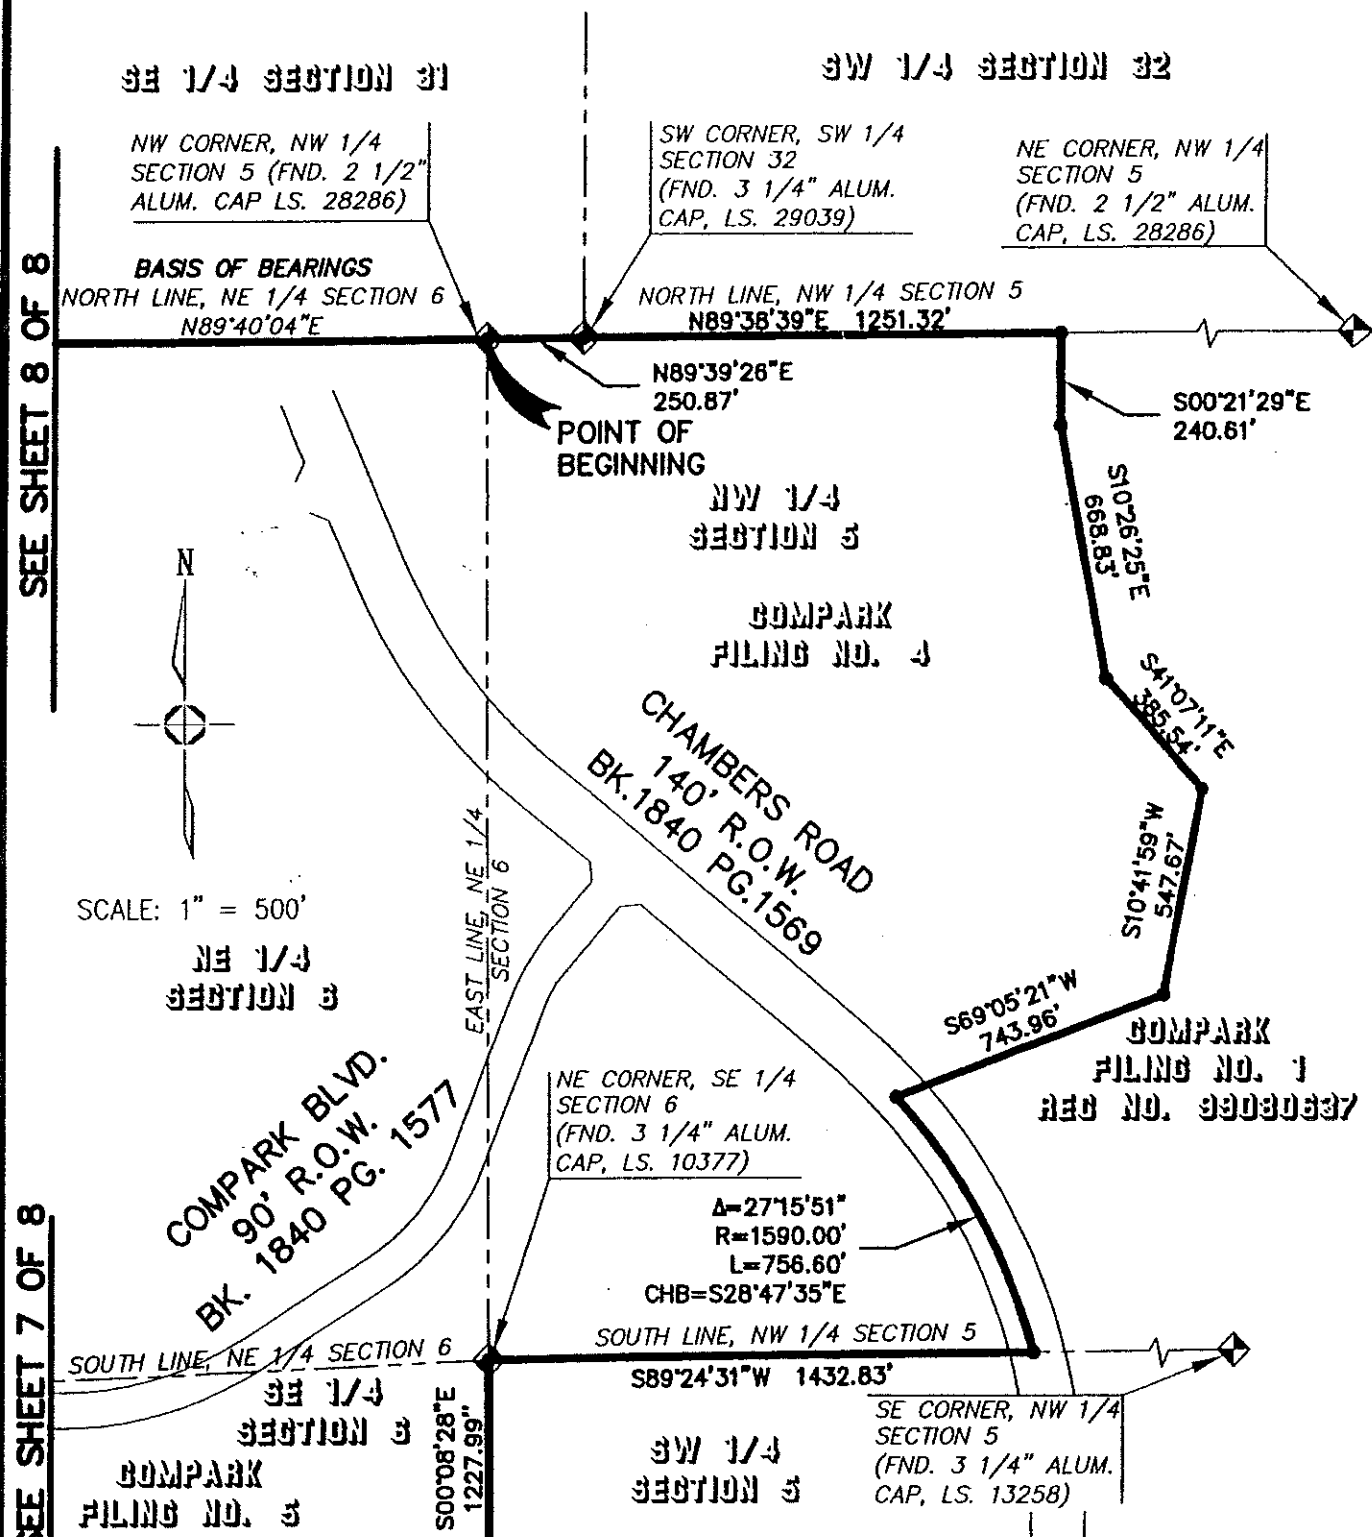 SE 1/4 SECTION 31
SW 1/4 SECTION 32
NW CORNER, NW 1/4
SECTION 5 (FND. 2 1/2"
ALUM. CAP LS. 28286)
SW CORNER, SW 1/4
SECTION 32
(FND. 3 1/4" ALUM.
CAP, LS. 29039)
NE CORNER, NW 1/4
SECTION 5
(FND. 2 1/2" ALUM.
CAP, LS. 28286)
SEE SHEET 8 OF 8
BASIS OF BEARINGS
NORTH LINE, NE 1/4 SECTION 6
N89°40'04"E
NORTH LINE, NW 1/4 SECTION 5
N89°38'39"E 1251.32'
N89°39'26"E
250.87'
S00°21'29"E
240.61'
POINT OF
BEGINNING
NW 1/4
SECTION 5
S10°26'25"E
668.83'
N
COMPARK
FILING NO. 4
S41°07'11"E
385.54'
CHAMBERS ROAD
140' R.O.W.
BK.1840 PG.1569
S10°41'59"W
547.67'
SCALE: 1" = 500'
EAST LINE, NE 1/4
SECTION 6
NE 1/4
SECTION 6
S69°05'21"W
743.96'
COMPARK
FILING NO. 1
REC NO. 99080637
COMPARK BLVD.
90' R.O.W.
BK. 1840 PG. 1577
NE CORNER, SE 1/4
SECTION 6
(FND. 3 1/4" ALUM.
CAP, LS. 10377)
Δ=27°15'51"
R=1590.00'
L=756.60'
CHB=S28°47'35"E
SEE SHEET 7 OF 8
SOUTH LINE, NE 1/4 SECTION 6
SOUTH LINE, NW 1/4 SECTION 5
S89°24'31"W 1432.83'
SE 1/4
SECTION 6
S00°08'28"E
1227.99"
SW 1/4
SECTION 5
SE CORNER, NW 1/4
SECTION 5
(FND. 3 1/4" ALUM.
CAP, LS. 13258)
COMPARK
FILING NO. 5